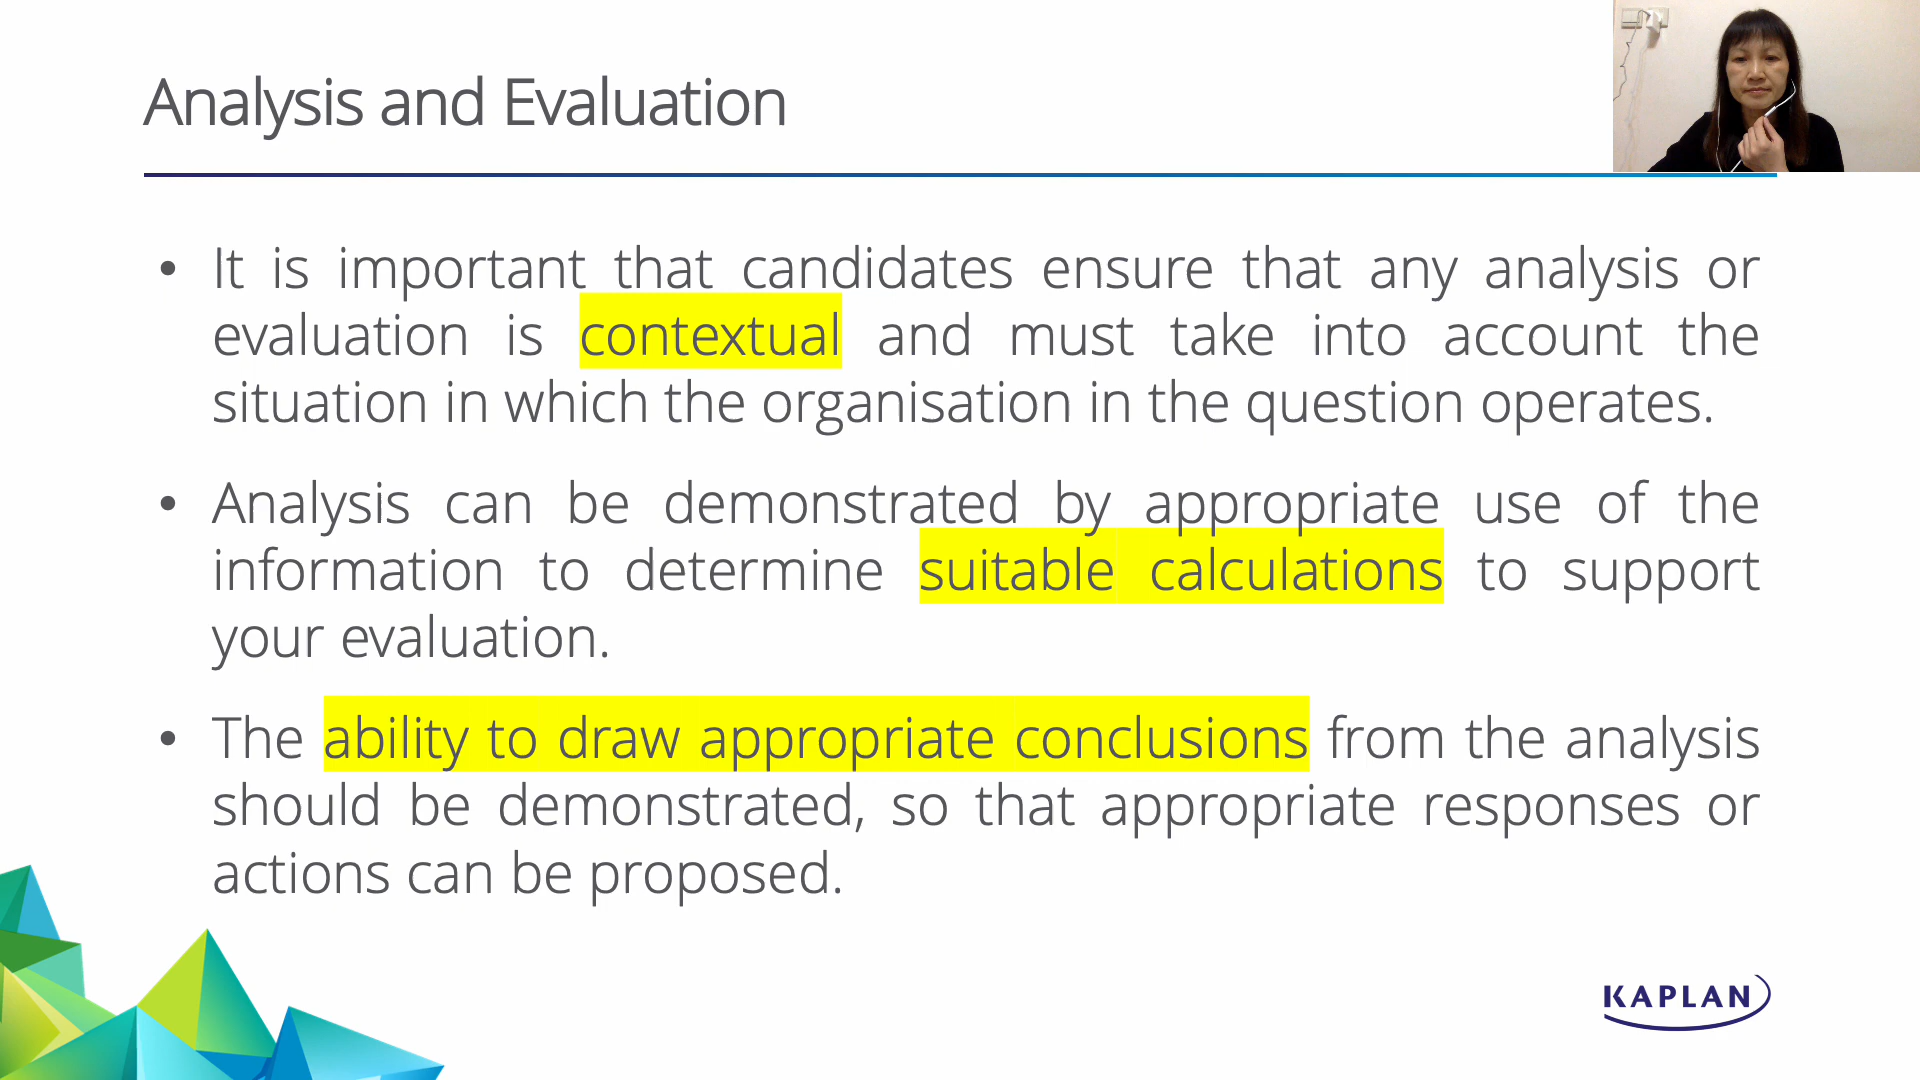 Analysis and Evaluation
• It is important that candidates ensure that any analysis or
evaluation is contextual and must take into account the
situation in which the organisation in the question operates.
• Analysis can be demonstrated by appropriate use of the
information to determine suitable calculations to support
your evaluation.
• The ability to draw appropriate conclusions from the analysis
should be demonstrated, so that appropriate responses or
actions can be proposed.
KAPLAN